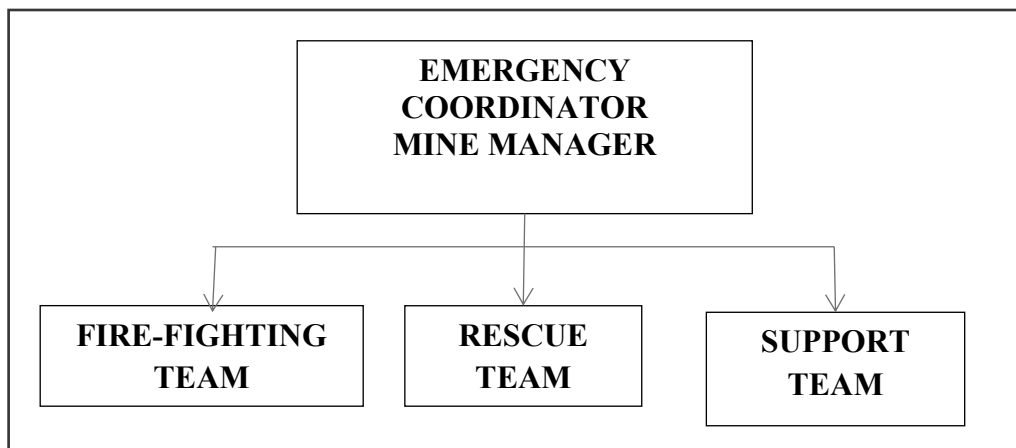 EMERGENCY
COORDINATOR
MINE MANAGER
FIRE-FIGHTING
TEAM
RESCUE
TEAM
SUPPORT
TEAM